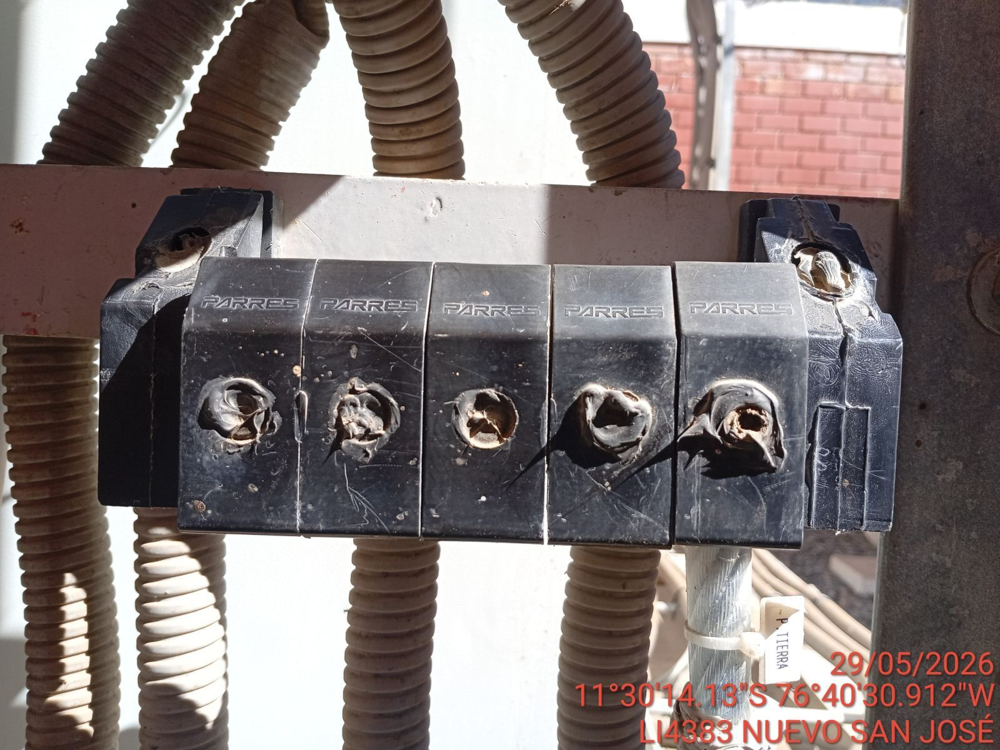 PARRES PARRES PARRES PARRES PARRES
P TIERRA
29/05/2026
11°30'14.13"S 76°40'30.912"W
LI4383 NUEVO SAN JOSÉ